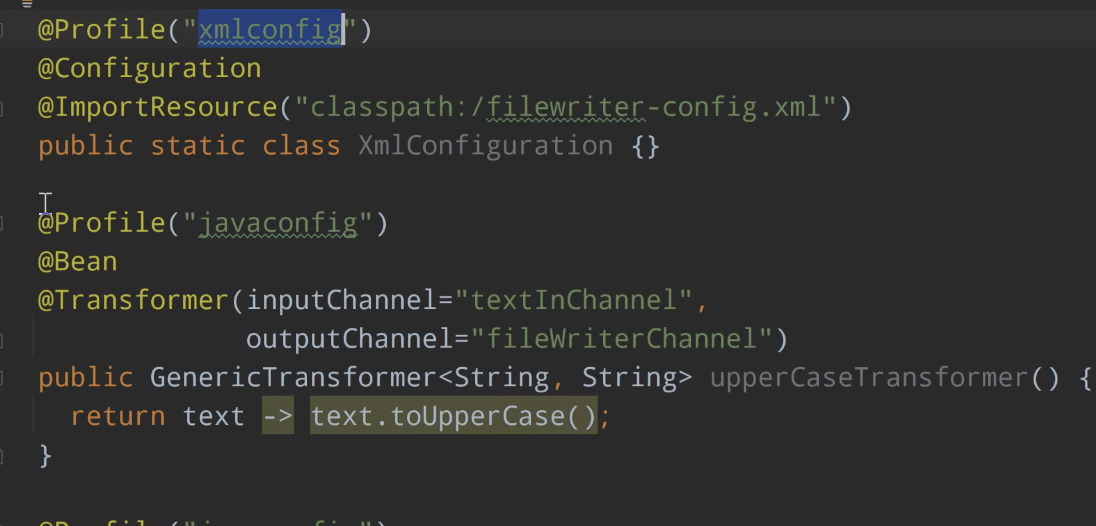 @Profile("xmlconfig")
@Configuration
@ImportResource("classpath:/filewriter-config.xml")
public static class XmlConfiguration {}
@Profile("javaconfig")
@Bean
@Transformer(inputChannel="textInChannel",
outputChannel="fileWriterChannel")
public GenericTransformer<String, String> upperCaseTransformer() {
return text -> text.toUpperCase();
}